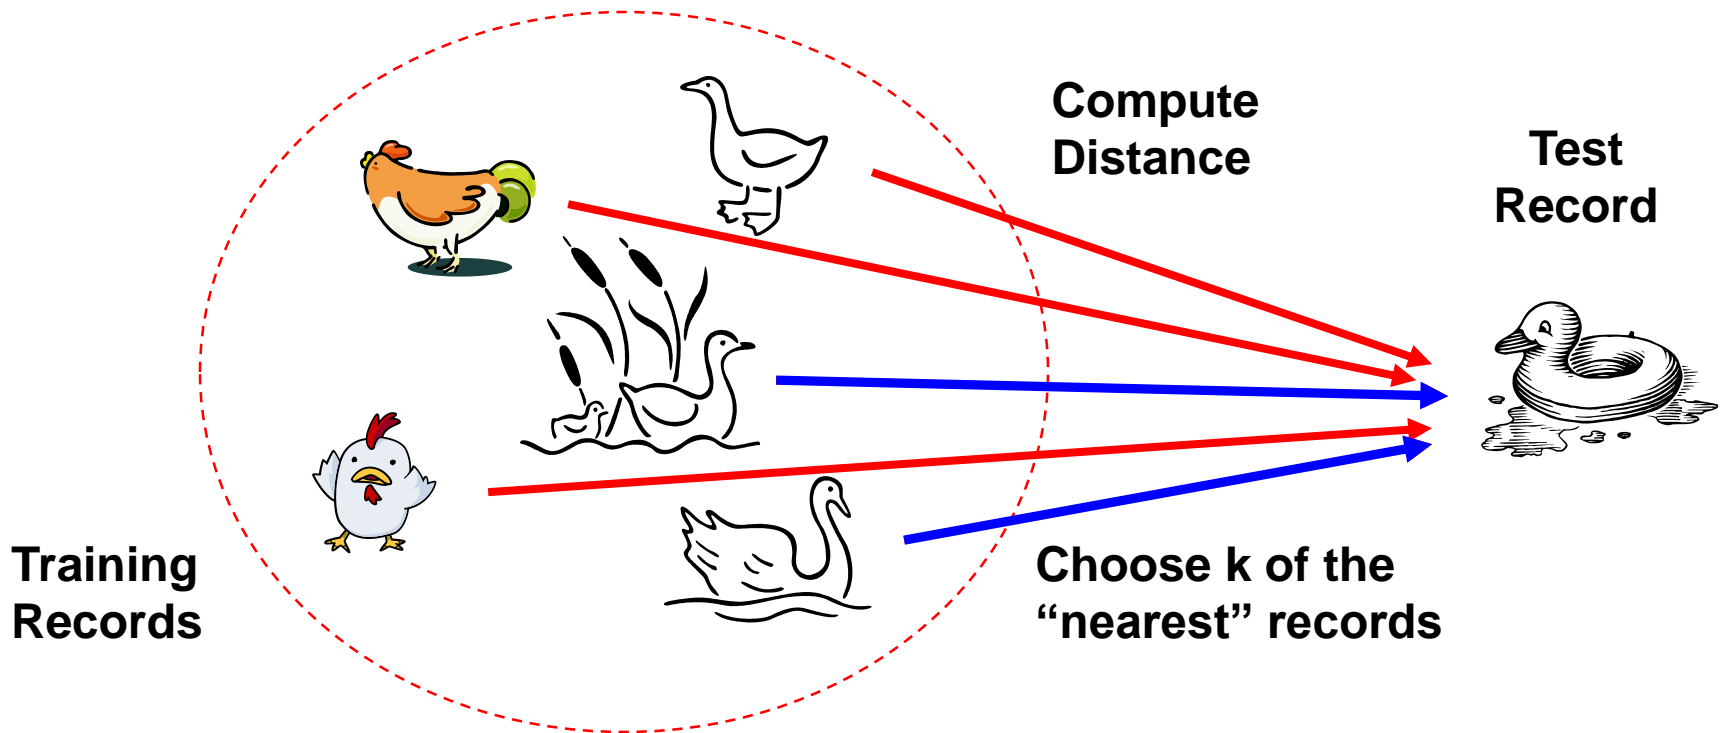 Compute
Distance
Test
Record
Training
Records
Choose k of the
“nearest” records